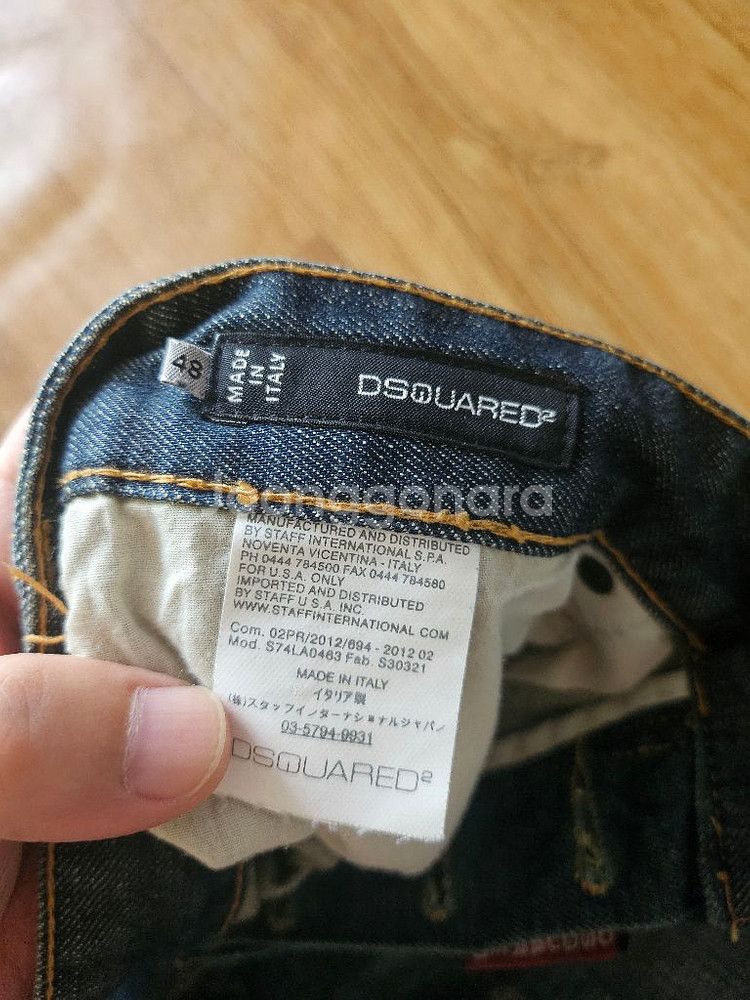 48
MADE
IN
ITALY
DSQUARED2
MANUFACTURED AND DISTRIBUTED
BY STAFF INTERNATIONAL S.P.A.
NOVENTA VICENTINA - ITALY
PH 0444 784500 FAX 0444 784580
FOR U.S.A. ONLY
IMPORTED AND DISTRIBUTED
BY STAFF U.S.A. INC.
WWW.STAFFINTERNATIONAL COM
Com. 02PR/2012/694 - 2012 02
Mod. S74LA0463 Fab. S30321
MADE IN ITALY
イタリア製
(株)スタッフインターナショナルジャパン
03-5794-9931
DSQUARED2